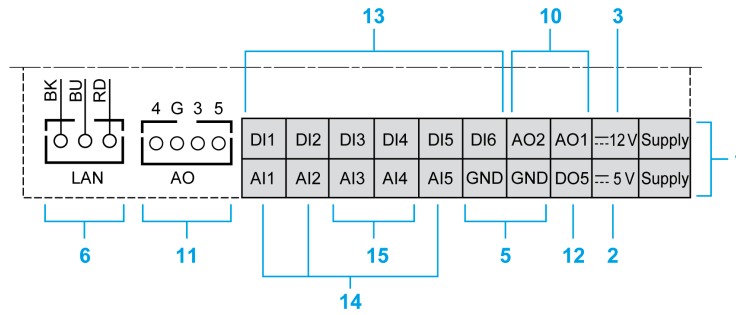 13 10 3
BK BU RD
4 G 3 5
DI1 DI2 DI3 DI4 DI5 DI6 AO2 AO1 12 V Supply
LAN AO AI1 AI2 AI3 AI4 AI5 GND GND DO5 5 V Supply
6 11 15 5 12 2
14